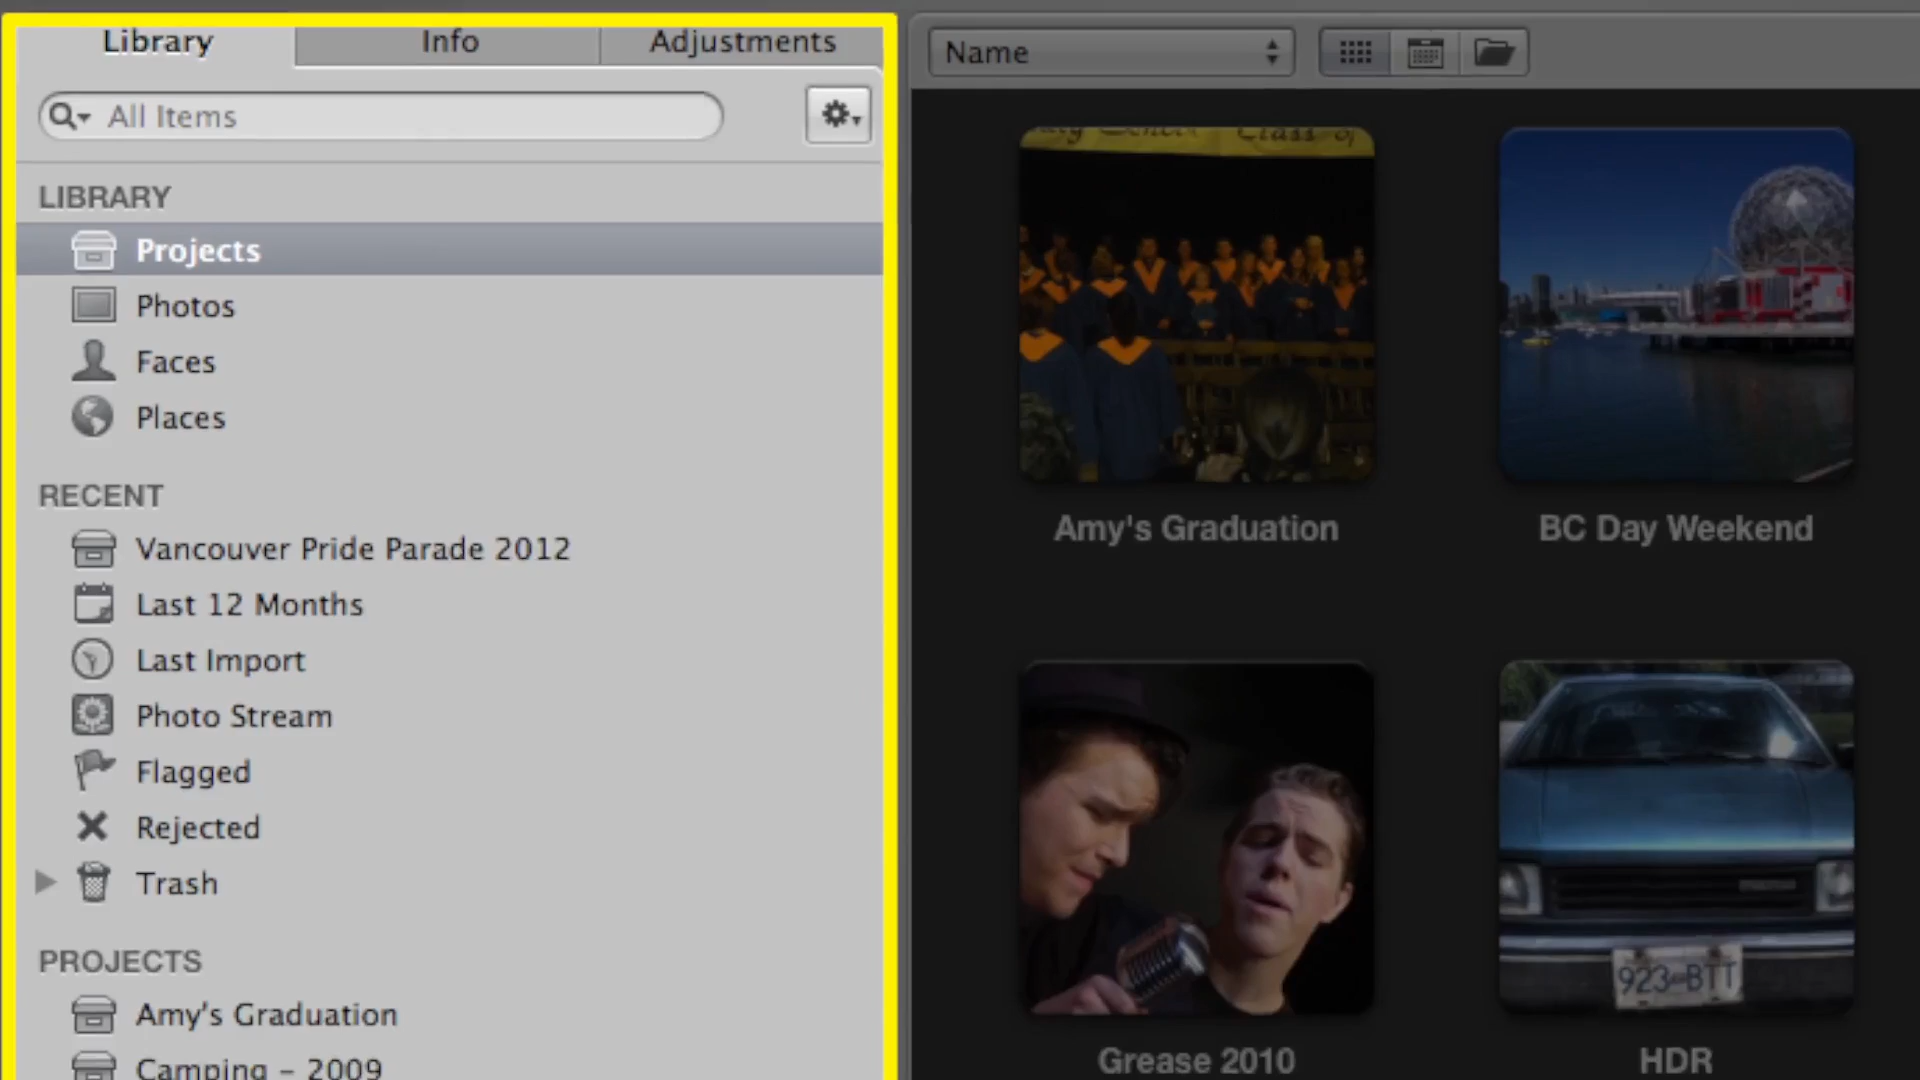 Library
Info
Adjustments
All Items
LIBRARY
Projects
Photos
Faces
Places
RECENT
Vancouver Pride Parade 2012
Last 12 Months
Last Import
Photo Stream
Flagged
Rejected
Trash
PROJECTS
Amy's Graduation
Camping - 2009
Name
Class of
Amy's Graduation
BC Day Weekend
923-BTT
Grease 2010
HDR